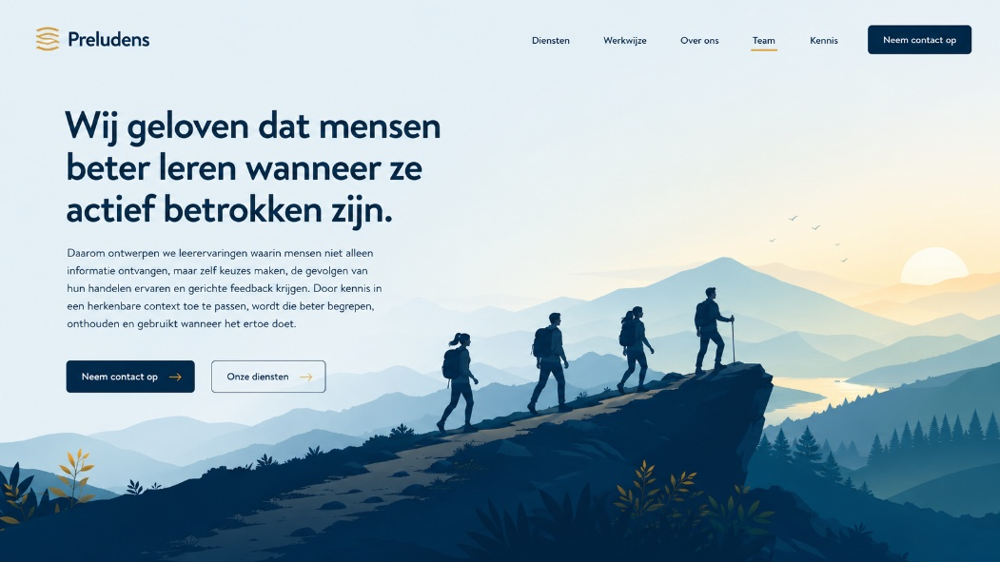 Preludens
Diensten
Werkwijze
Over ons
Team
Kennis
Neem contact op
Wij geloven dat mensen
beter leren wanneer ze
actief betrokken zijn.
Daarom ontwerpen we leerervaringen waarin mensen niet alleen
informatie ontvangen, maar zelf keuzes maken, de gevolgen van
hun handelen ervaren en gerichte feedback krijgen. Door kennis in
een herkenbare context toe te passen, wordt die beter begrepen,
onthouden en gebruikt wanneer het ertoe doet.
Neem contact op
Onze diensten